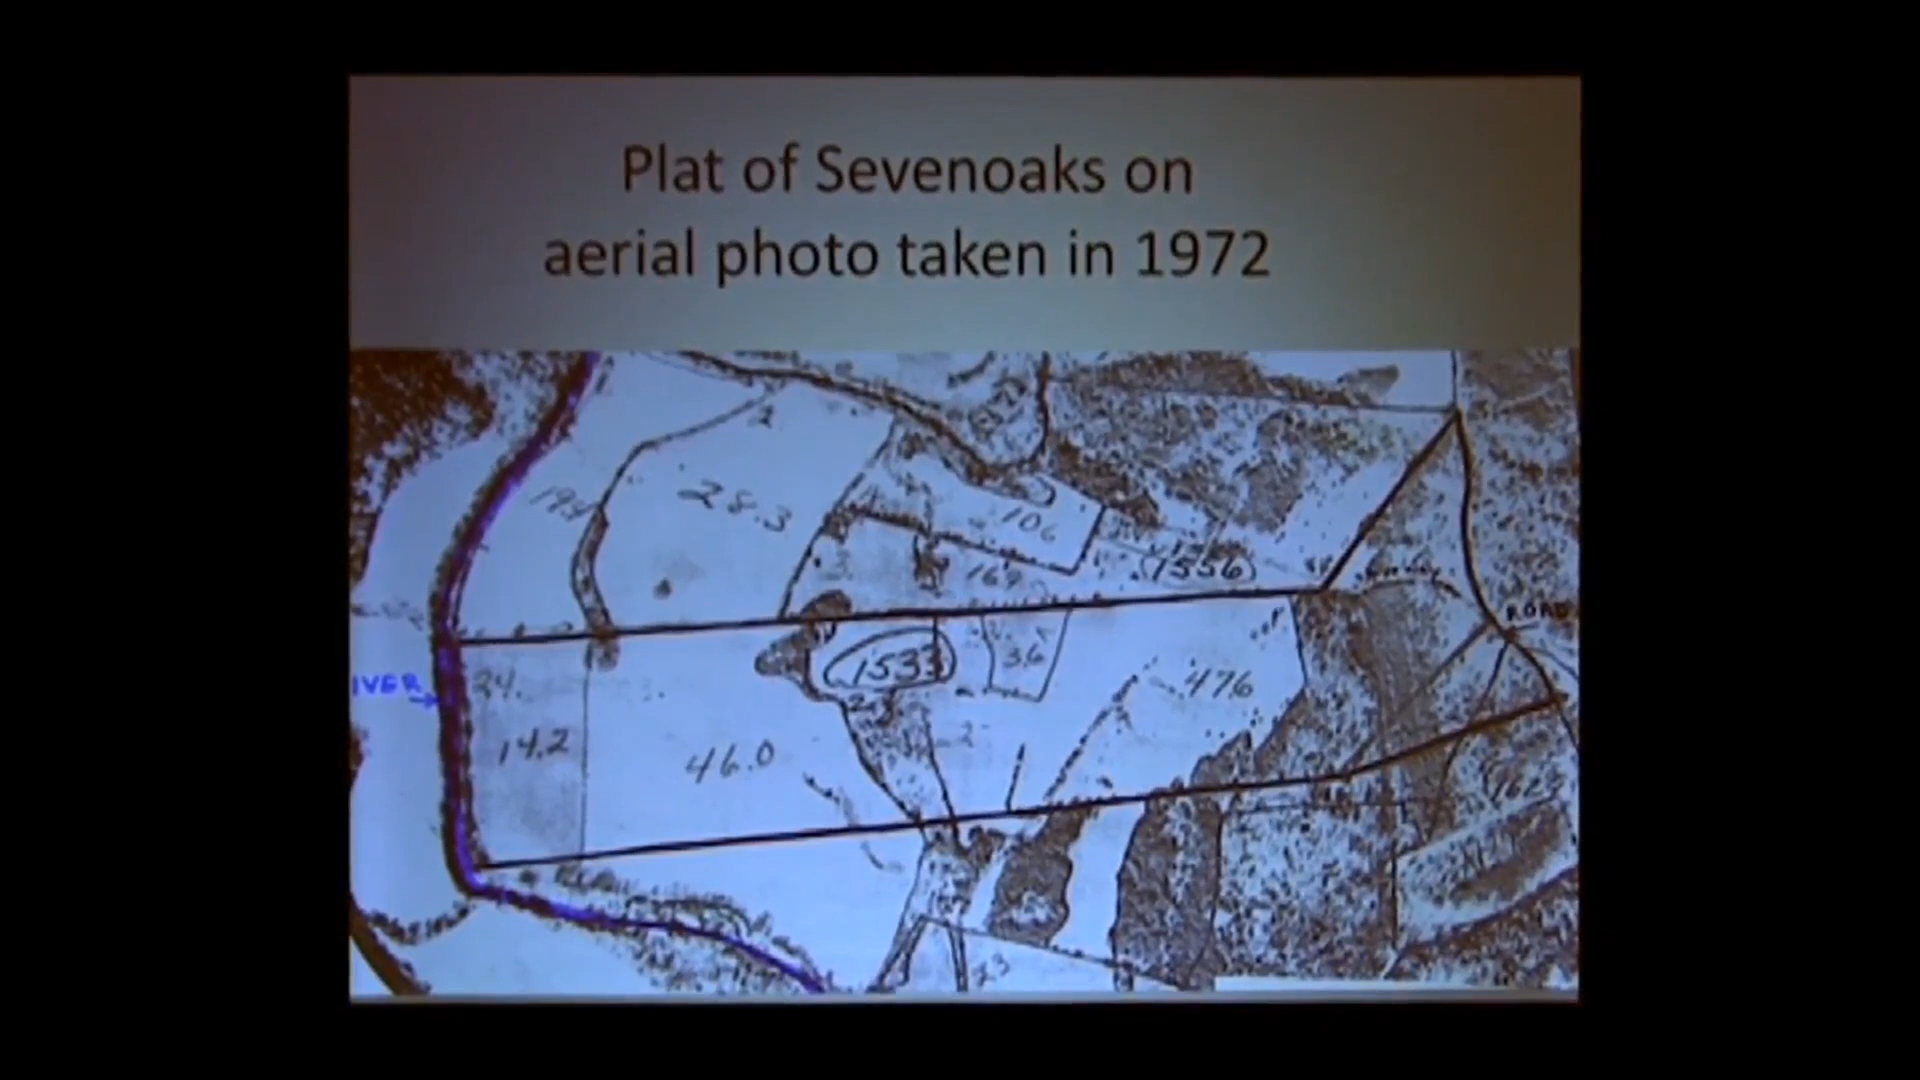 Plat of Sevenoaks on
aerial photo taken in 1972
28.3
106
1556
ROAD
1533
3.6
476
IVER
14.2
46.0
23